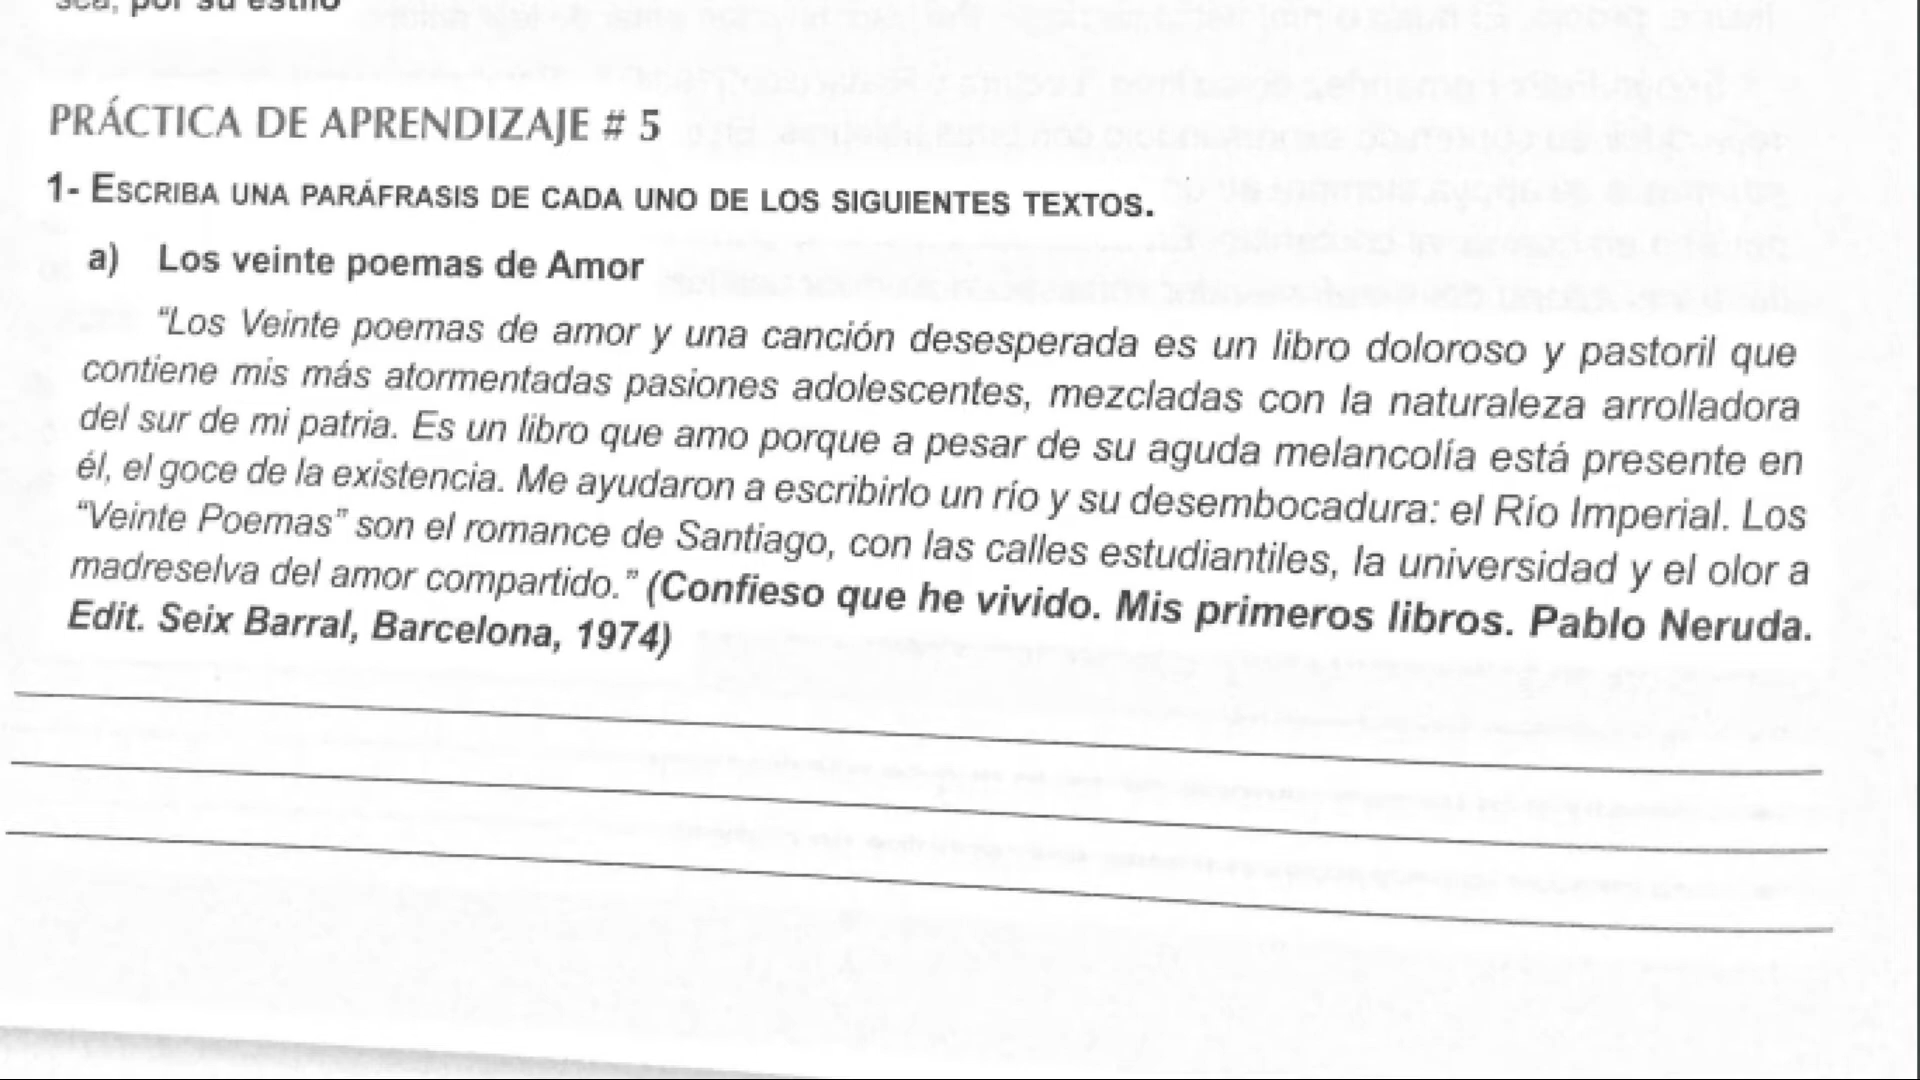 por su estilo
PRÁCTICA DE APRENDIZAJE # 5
1- ESCRIBA UNA PARÁFRASIS DE CADA UNO DE LOS SIGUIENTES TEXTOS.
a) Los veinte poemas de Amor
“Los Veinte poemas de amor y una canción desesperada es un libro doloroso y pastoril que
contiene mis más atormentadas pasiones adolescentes, mezcladas con la naturaleza arrolladora
del sur de mi patria. Es un libro que amo porque a pesar de su aguda melancolía está presente en
él, el goce de la existencia. Me ayudaron a escribirlo un río y su desembocadura: el Río Imperial. Los
“Veinte Poemas” son el romance de Santiago, con las calles estudiantiles, la universidad y el olor a
madreselva del amor compartido.” (Confieso que he vivido. Mis primeros libros. Pablo Neruda.
Edit. Seix Barral, Barcelona, 1974)